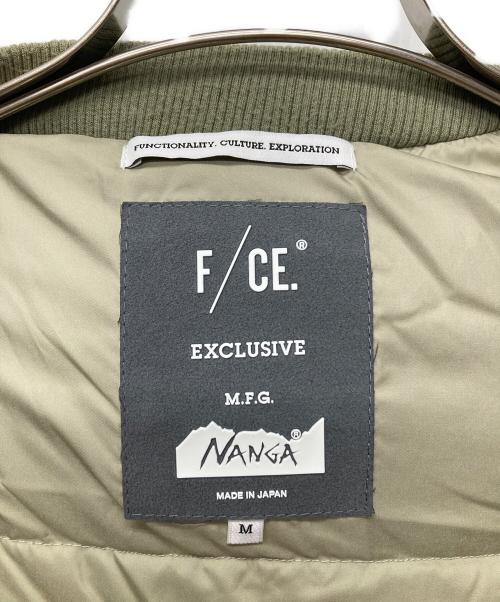 FUNCTIONALITY. CULTURE. EXPLORATION
F/CE.®
EXCLUSIVE
M.F.G.
NANGA®
MADE IN JAPAN
M